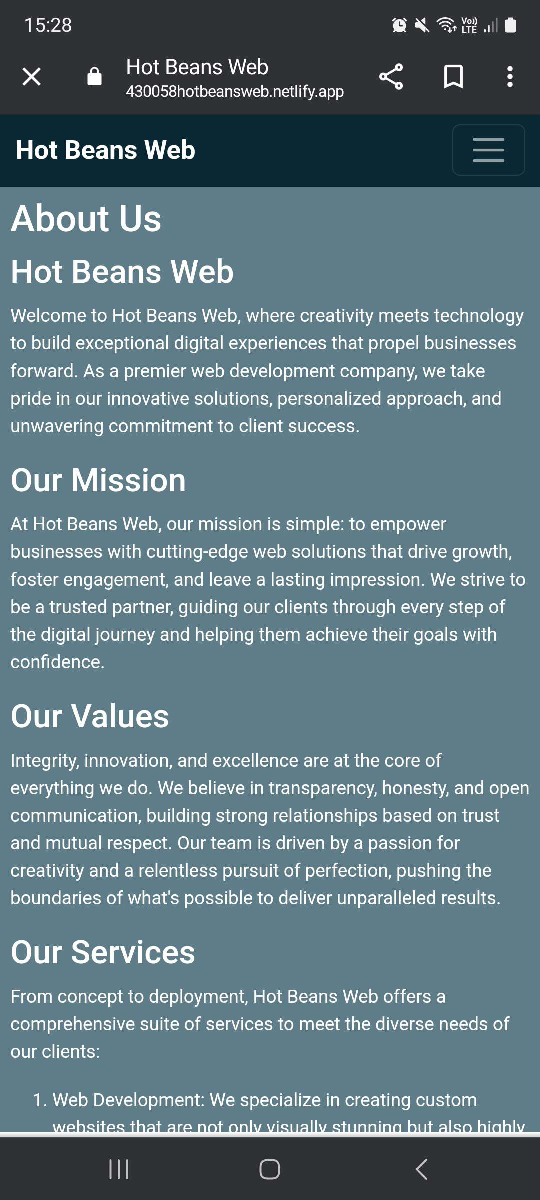 15:28
Vo))
LTE
Hot Beans Web
430058hotbeansweb.netlify.app
Hot Beans Web
About Us
Hot Beans Web
Welcome to Hot Beans Web, where creativity meets technology
to build exceptional digital experiences that propel businesses
forward. As a premier web development company, we take
pride in our innovative solutions, personalized approach, and
unwavering commitment to client success.
Our Mission
At Hot Beans Web, our mission is simple: to empower
businesses with cutting-edge web solutions that drive growth,
foster engagement, and leave a lasting impression. We strive to
be a trusted partner, guiding our clients through every step of
the digital journey and helping them achieve their goals with
confidence.
Our Values
Integrity, innovation, and excellence are at the core of
everything we do. We believe in transparency, honesty, and open
communication, building strong relationships based on trust
and mutual respect. Our team is driven by a passion for
creativity and a relentless pursuit of perfection, pushing the
boundaries of what's possible to deliver unparalleled results.
Our Services
From concept to deployment, Hot Beans Web offers a
comprehensive suite of services to meet the diverse needs of
our clients:
1. Web Development: We specialize in creating custom
websites that are not only visually stunning but also highly